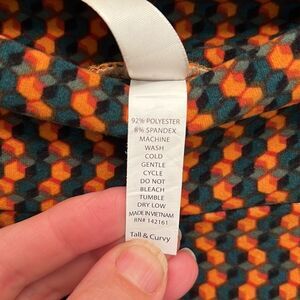 92% POLYESTER
8% SPANDEX
MACHINE
WASH
COLD
GENTLE
CYCLE
DO NOT
BLEACH
TUMBLE
DRY LOW
MADE IN VIETNAM
RN# 142161
Tall & Curvy